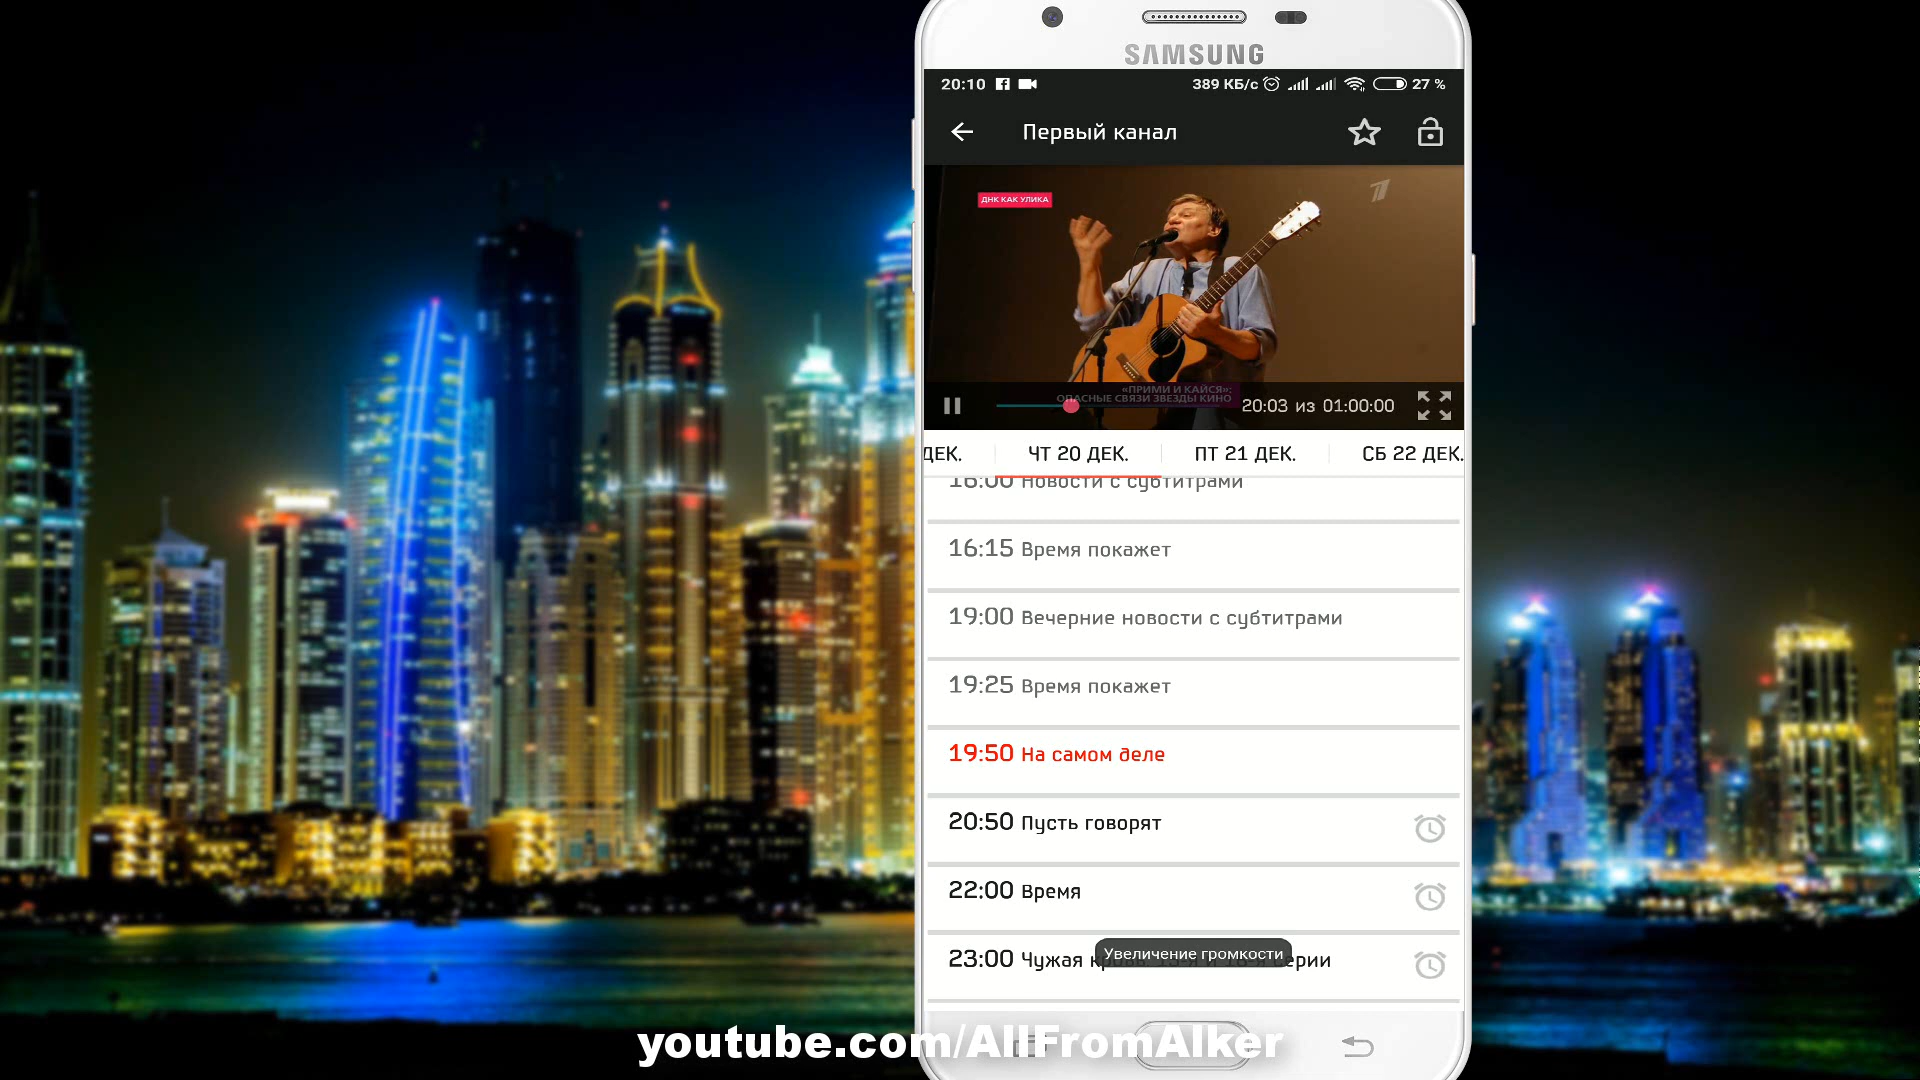 SAMSUNG
20:10
389 КБ/с
27 %
Первый канал
ДНК КАК УЛИКА
«ПРИМИ И КАЙСЯ»:
ОПАСНЫЕ СВЯЗИ ЗВЕЗДЫ КИНО
20:03 из 01:00:00
ДЕК.
ЧТ 20 ДЕК.
ПТ 21 ДЕК.
СБ 22 ДЕК.
16:00 Новости с субтитрами
16:15 Время покажет
19:00 Вечерние новости с субтитрами
19:25 Время покажет
19:50 На самом деле
20:50 Пусть говорят
22:00 Время
23:00 Чужая
Увеличение громкости
youtube.com/AllFromAlker